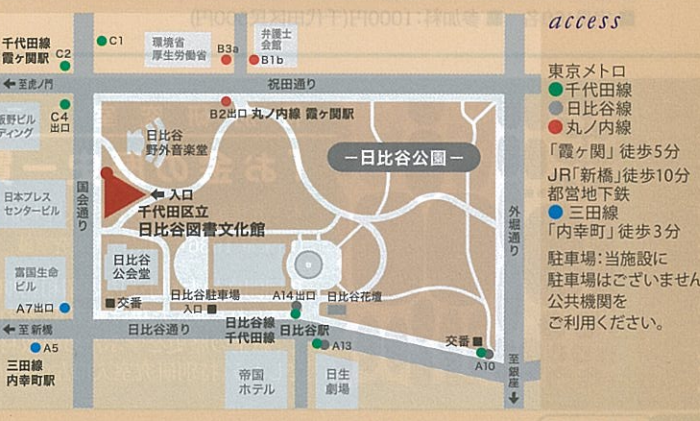 千代田線
霞ヶ関駅
C2
C1
環境省
厚生労働省
弁護士
会館
B3a
B1b
至虎ノ門
祝田通り
C4
出口
飯野ビル
ディング
B2出口 丸ノ内線 霞ヶ関駅
日比谷
野外音楽堂
日比谷公園
国会通り
外堀通り
日本プレス
センタービル
入口
千代田区立
日比谷図書文化館
日比谷
公会堂
富国生命
ビル
A7出口
交番
日比谷駐車場
入口
A14出口
日比谷花壇
至新橋
日比谷通り
日比谷線
千代田線
日比谷駅
A13
交番
A10
至銀座
A5
三田線
内幸町駅
帝国
ホテル
日生
劇場
access
東京メトロ
千代田線
日比谷線
丸ノ内線
「霞ヶ関」徒歩5分
JR「新橋」徒歩10分
都営地下鉄
三田線
「内幸町」徒歩3分
駐車場:当施設に
駐車場はございません
公共機関を
ご利用ください。